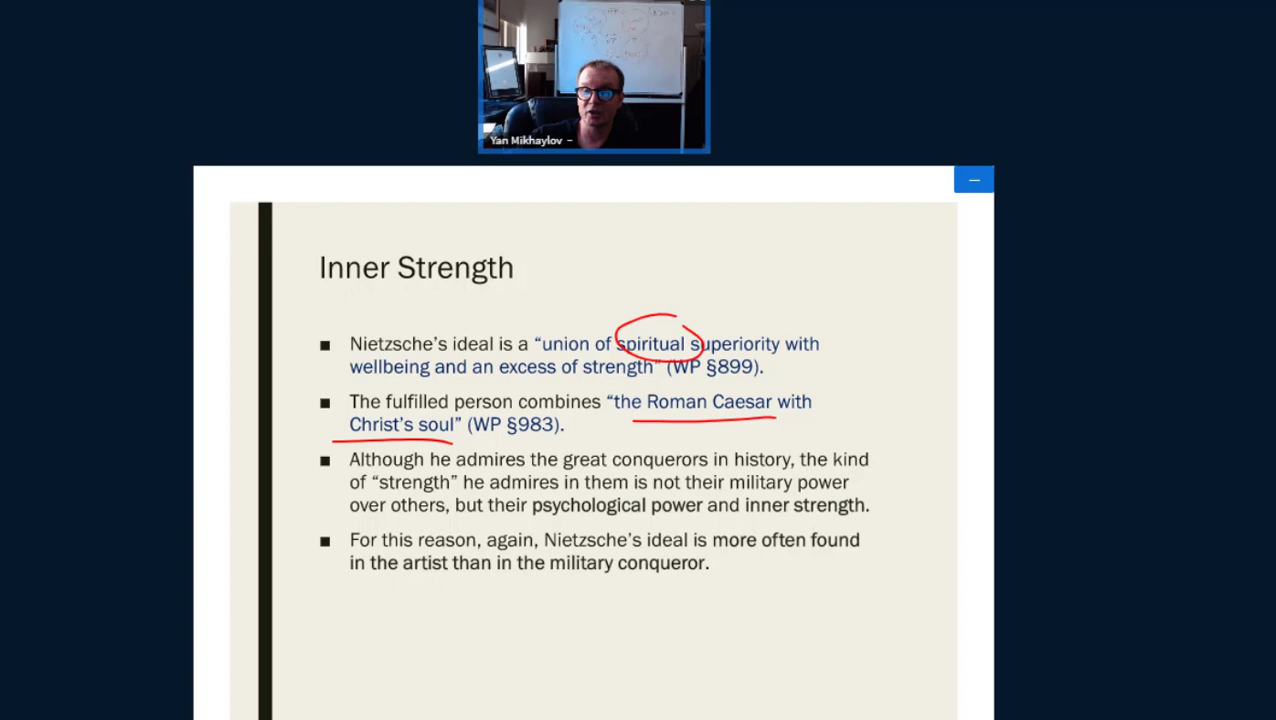 Yan Mikhaylov
Inner Strength
■ Nietzsche's ideal is a “union of spiritual superiority with
wellbeing and an excess of strength” (WP §899).
■ The fulfilled person combines “the Roman Caesar with
Christ's soul” (WP §983).
■ Although he admires the great conquerors in history, the kind
of “strength” he admires in them is not their military power
over others, but their psychological power and inner strength.
■ For this reason, again, Nietzsche's ideal is more often found
in the artist than in the military conqueror.